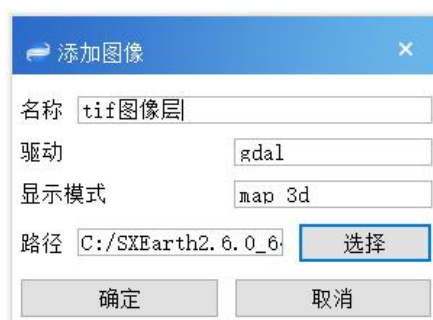 添加图像
名称 tif图像层
驱动 gdal
显示模式 map 3d
路径 C:/SXEarth2.6.0_6 选择
确定 取消